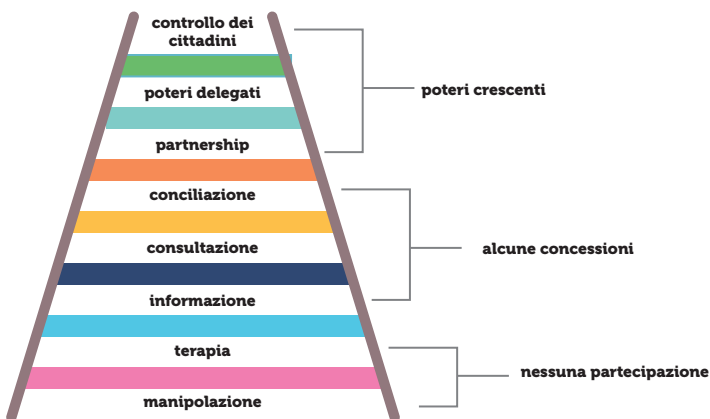 controllo dei
cittadini
poteri delegati
poteri crescenti
partnership
conciliazione
consultazione
alcune concessioni
informazione
terapia
nessuna partecipazione
manipolazione